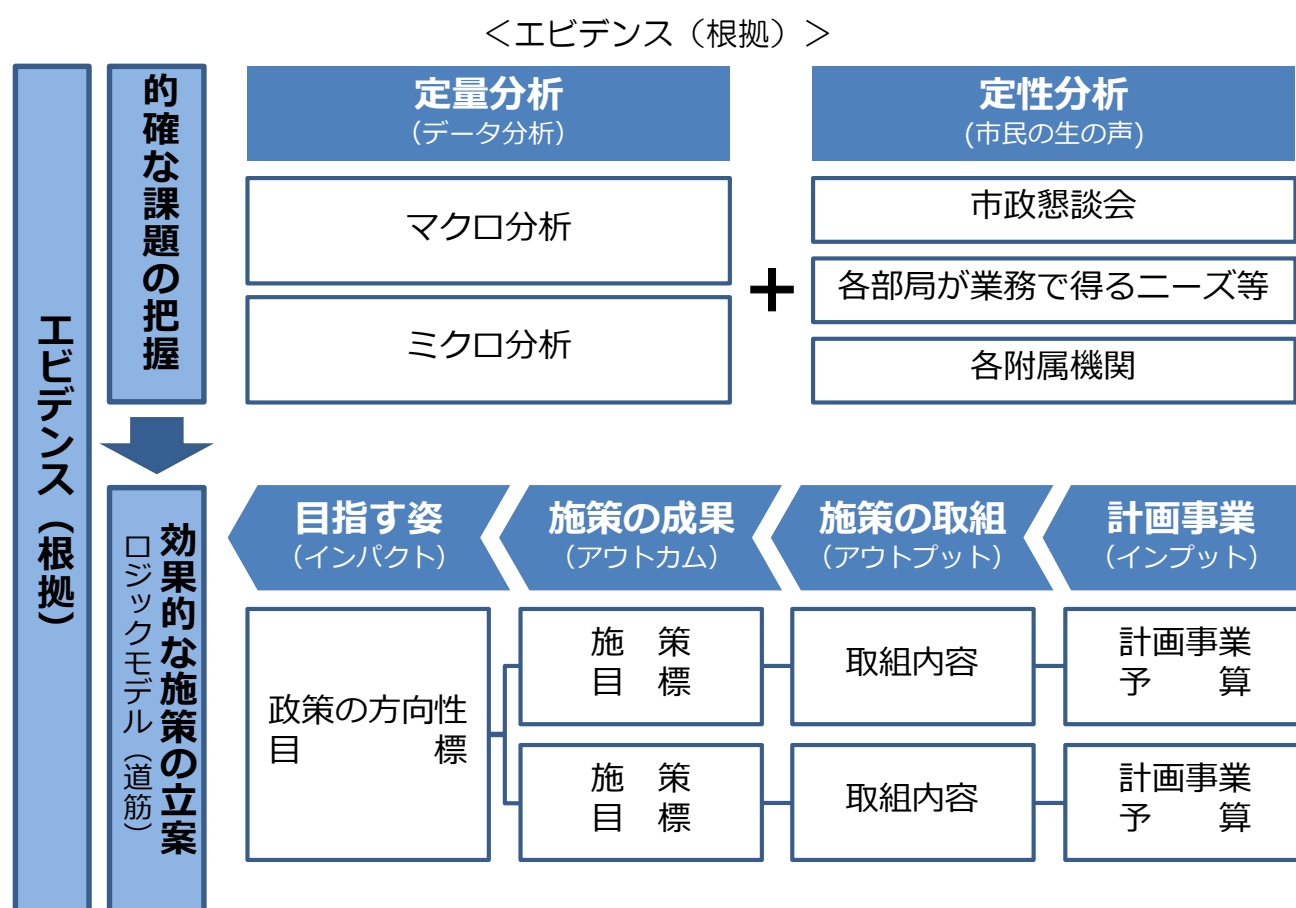 ＜エビデンス（根拠）＞
エビデンス（根拠）
的確な課題の把握
定量分析
（データ分析）
マクロ分析
ミクロ分析
＋
定性分析
(市民の生の声)
市政懇談会
各部局が業務で得るニーズ等
各附属機関
効果的な施策の立案
ロジックモデル（道筋）
目指す姿
（インパクト）
施策の成果
（アウトカム）
施策の取組
（アウトプット）
計画事業
（インプット）
政策の方向性
目　　　　標
施　策
目　標
取組内容
計画事業
予　　算
施　策
目　標
取組内容
計画事業
予　　算